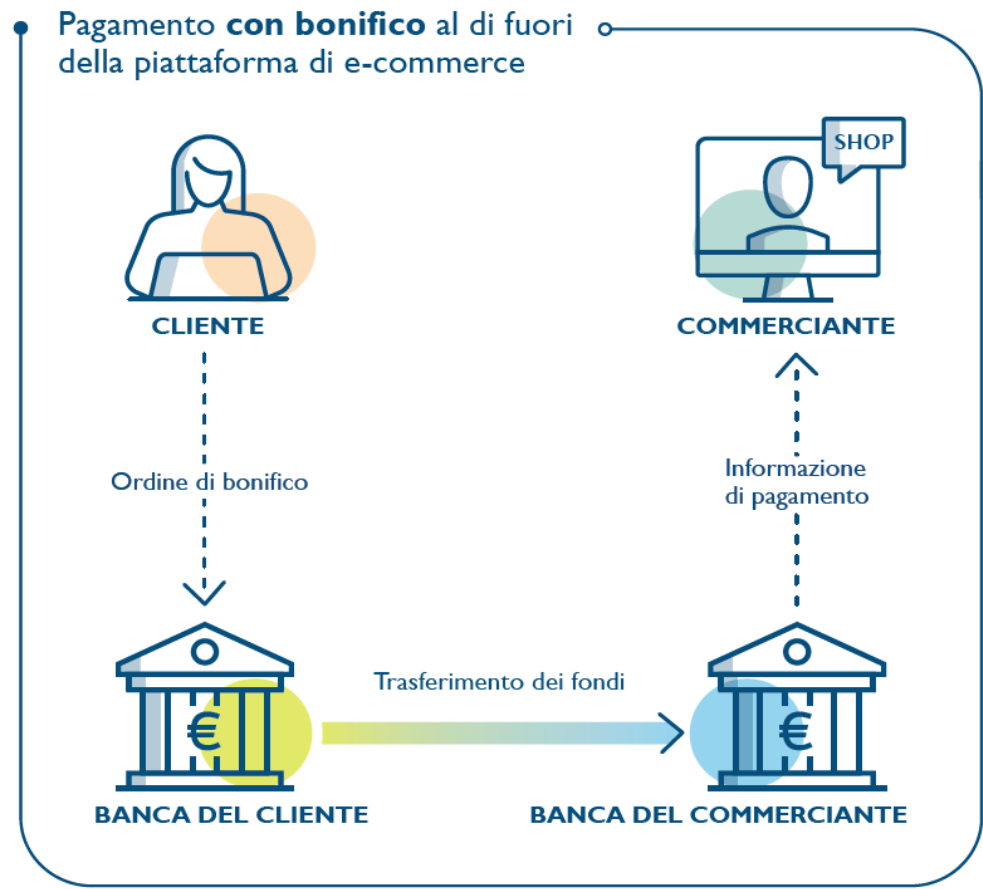 Pagamento con bonifico al di fuori
della piattaforma di e-commerce
SHOP
CLIENTE
COMMERCIANTE
Ordine di bonifico
Informazione
di pagamento
Trasferimento dei fondi
€
€
BANCA DEL CLIENTE
BANCA DEL COMMERCIANTE